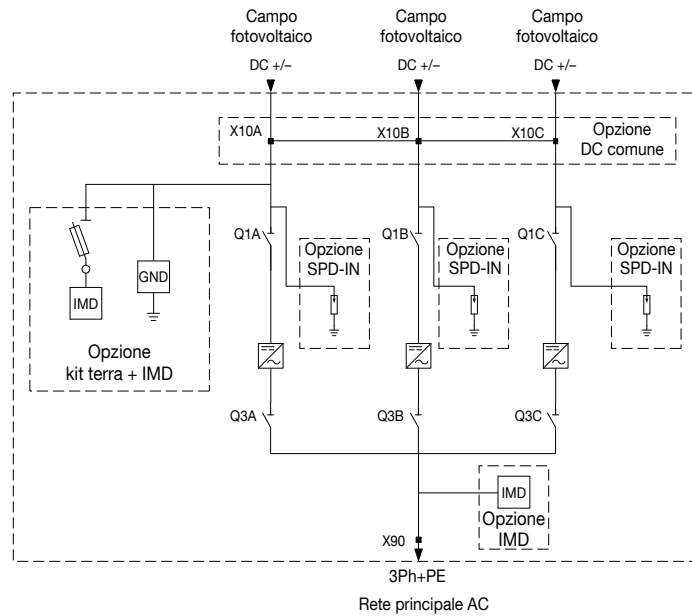 Campo
fotovoltaico
Campo
fotovoltaico
Campo
fotovoltaico
DC +/–
DC +/–
DC +/–
X10A
X10B
X10C
Opzione
DC comune
Q1A
Opzione
SPD-IN
Q1B
Opzione
SPD-IN
Q1C
Opzione
SPD-IN
IMD
GND
Opzione
kit terra + IMD
Q3A
Q3B
Q3C
IMD
Opzione
IMD
X90
3Ph+PE
Rete principale AC